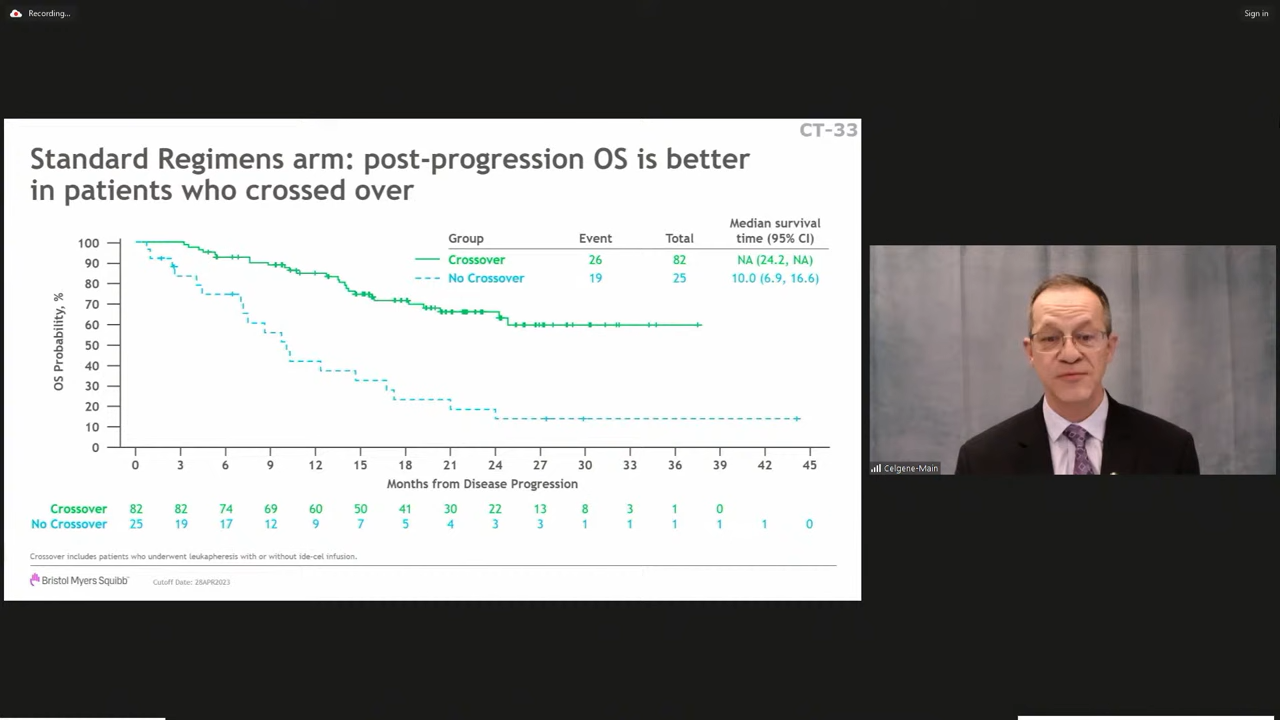 Recording...
Sign in
CT-33
Standard Regimens arm: post-progression OS is better
in patients who crossed over
Median survival
Group Event Total time (95% CI)
Crossover 26 82 NA (24.2, NA)
No Crossover 19 25 10.0 (6.9, 16.6)
OS Probability, %
100
90
80
70
60
50
40
30
20
10
0
0 3 6 9 12 15 18 21 24 27 30 33 36 39 42 45
Months from Disease Progression
Crossover 82 82 74 69 60 50 41 30 22 13 8 3 1 0
No Crossover 25 19 17 12 9 7 5 4 3 3 1 1 1 1 1 0
Crossover includes patients who underwent leukapheresis with or without ide-cel infusion.
Bristol Myers Squibb™ Cutoff Date: 28APR2023
Celgene-Main